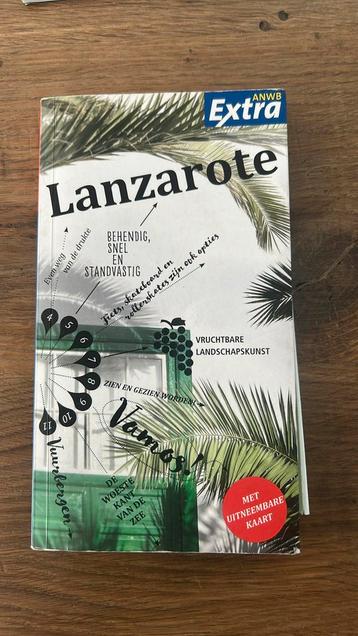 ANWB
Extra
Lanzarote
Even weg
van de drukte
BEHENDIG,
SNEL
EN
STANDVASTIG
Fiets, skateboard en
rollerskates zijn ook opties
4
5
6
7
8
9
10
11
VRUCHTBARE
LANDSCHAPSKUNST
ZIEN EN GEZIEN WORDEN
Vamos!
Vuurbergen
DE
WOESTE
KANT
VAN DE
ZEE
MET
UITNEEMBARE
KAART